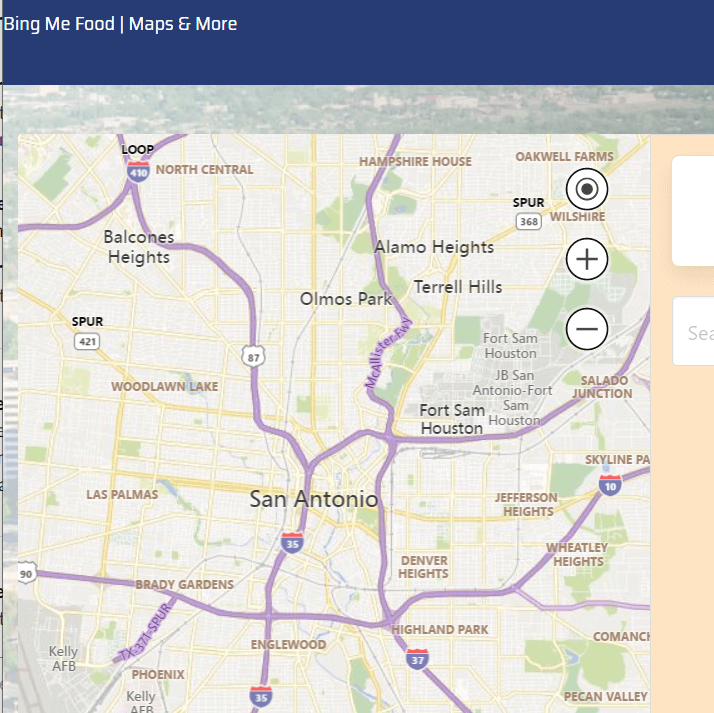 Bing Me Food | Maps & More
LOOP
410
NORTH CENTRAL
HAMPSHIRE HOUSE
OAKWELL FARMS
SPUR
368
WILSHIRE
Balcones
Heights
Alamo Heights
Terrell Hills
Olmos Park
SPUR
421
87
McAllister Fwy
Fort Sam
Houston
JB San
Antonio-Fort
Sam
Houston
WOODLAWN LAKE
SALADO
JUNCTION
Fort Sam
Houston
SKYLINE PA
10
LAS PALMAS
San Antonio
JEFFERSON
HEIGHTS
35
WHEATLEY
HEIGHTS
DENVER
HEIGHTS
90
BRADY GARDENS
TX-371-SPUR
HIGHLAND PARK
COMANCH
ENGLEWOOD
Kelly
AFB
37
PHOENIX
Kelly
AFB
35
PECAN VALLEY
Sea